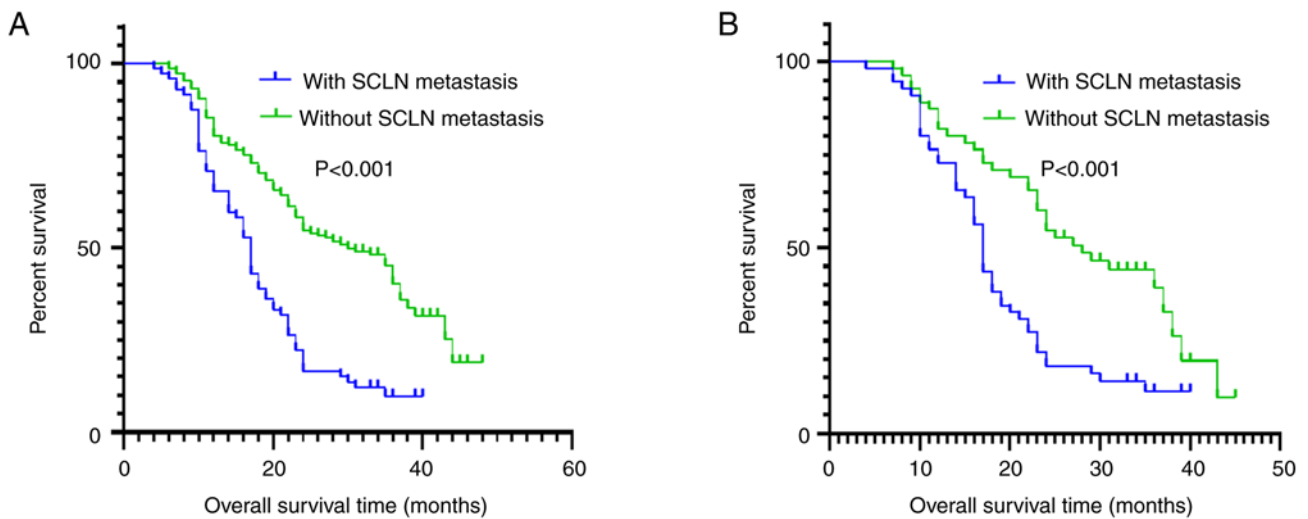 A
100
50
0
Percent survival
With SCLN metastasis
Without SCLN metastasis
P<0.001
0 20 40 60
Overall survival time (months)
B
100
50
0
Percent survival
With SCLN metastasis
Without SCLN metastasis
P<0.001
0 10 20 30 40 50
Overall survival time (months)